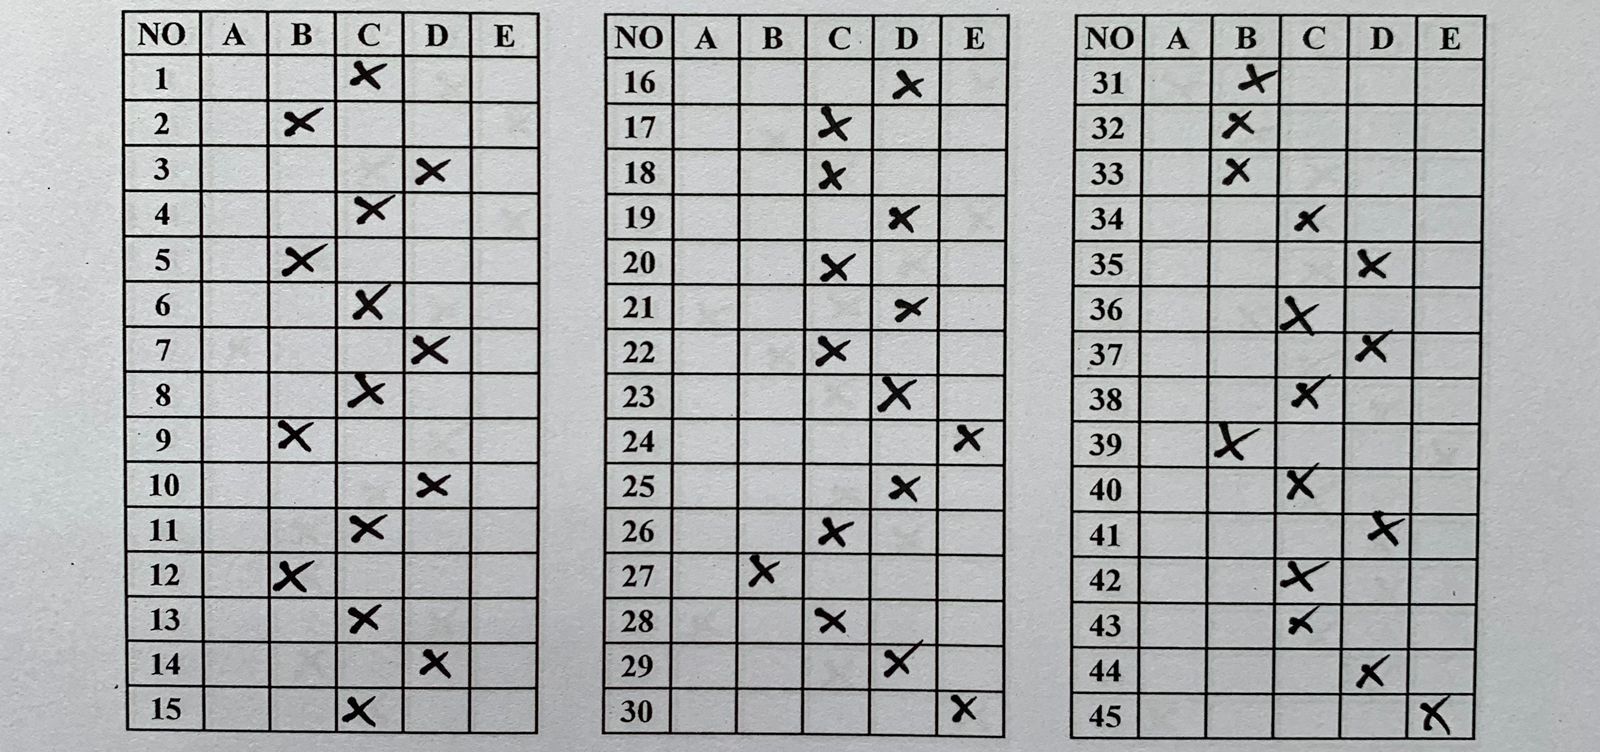 NO A B C D E
1 X
2 X
3 X
4 X
5 X
6 X
7 X
8 X
9 X
10 X
11 X
12 X
13 X
14 X
15 X
NO A B C D E
16 X
17 X
18 X
19 X
20 X
21 X
22 X
23 X
24 X
25 X
26 X
27 X
28 X
29 X
30 X
NO A B C D E
31 X
32 X
33 X
34 X
35 X
36 X
37 X
38 X
39 X
40 X
41 X
42 X
43 X
44 X
45 X